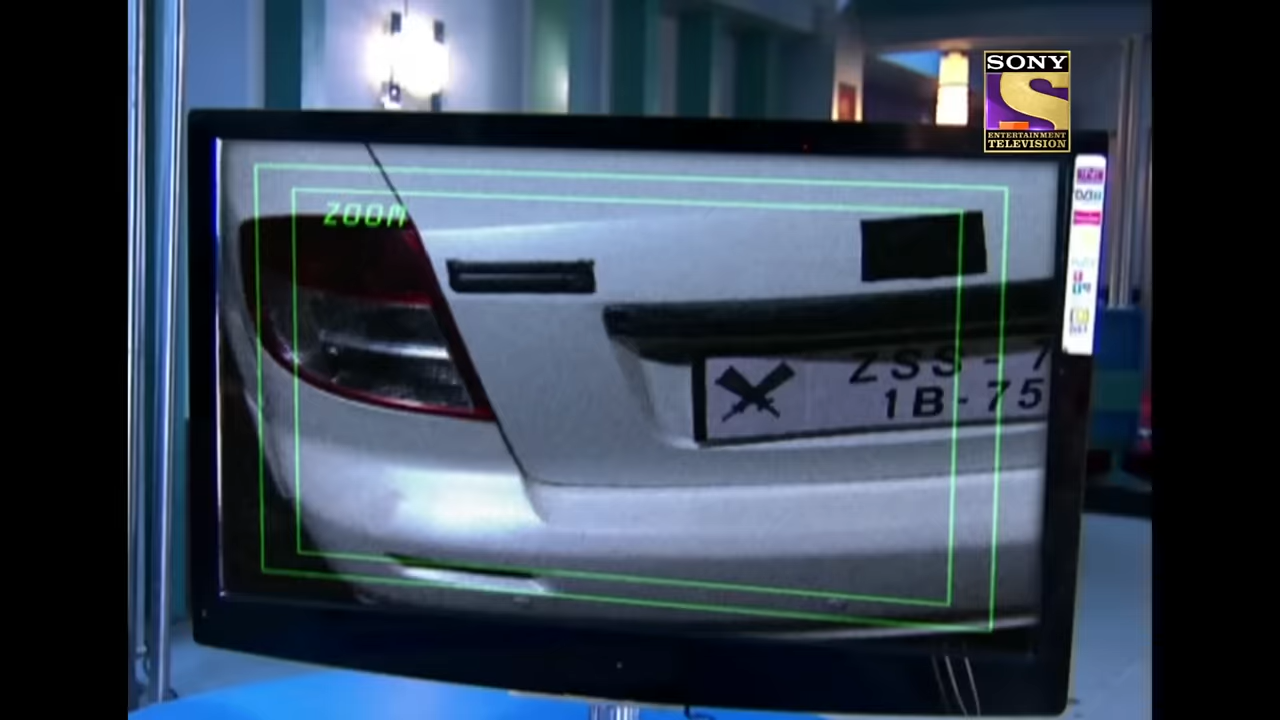 SONY
ENTERTAINMENT
TELEVISION
ZOOM
ZSS - 7
1B - 75